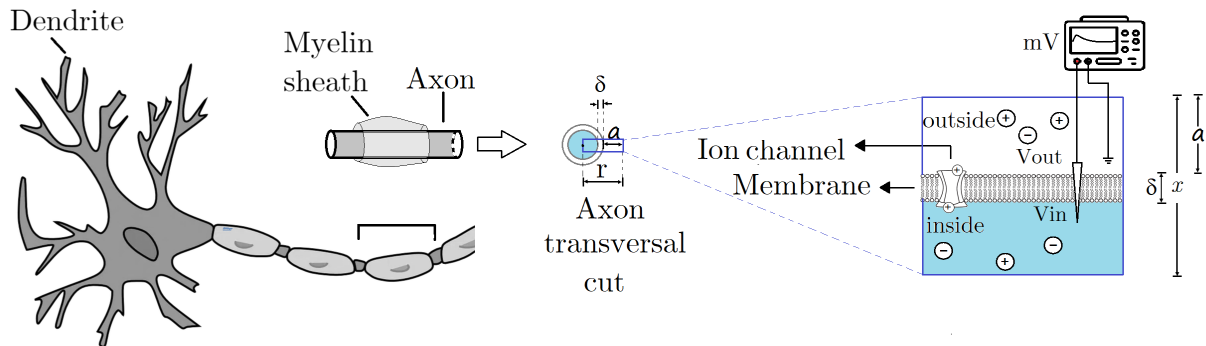 Dendrite
Myelin
sheath
Axon
δ
a
r
Axon
transversal
cut
mV
outside
Vout
Ion channel
Membrane
Vin
inside
a
δ
x